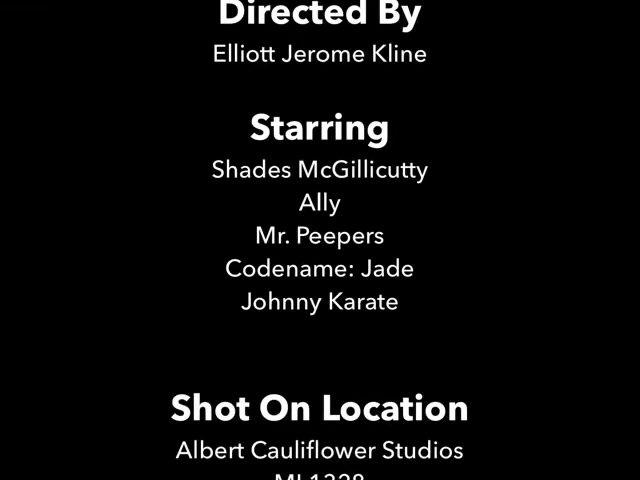 Directed By
Elliott Jerome Kline
Starring
Shades McGillicutty
Ally
Mr. Peepers
Codename: Jade
Johnny Karate
Shot On Location
Albert Cauliflower Studios